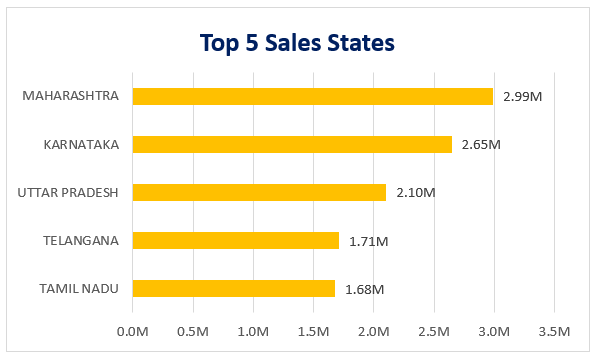 Top 5 Sales States
MAHARASHTRA 2.99M
KARNATAKA 2.65M
UTTAR PRADESH 2.10M
TELANGANA 1.71M
TAMIL NADU 1.68M
0.0M 0.5M 1.0M 1.5M 2.0M 2.5M 3.0M 3.5M